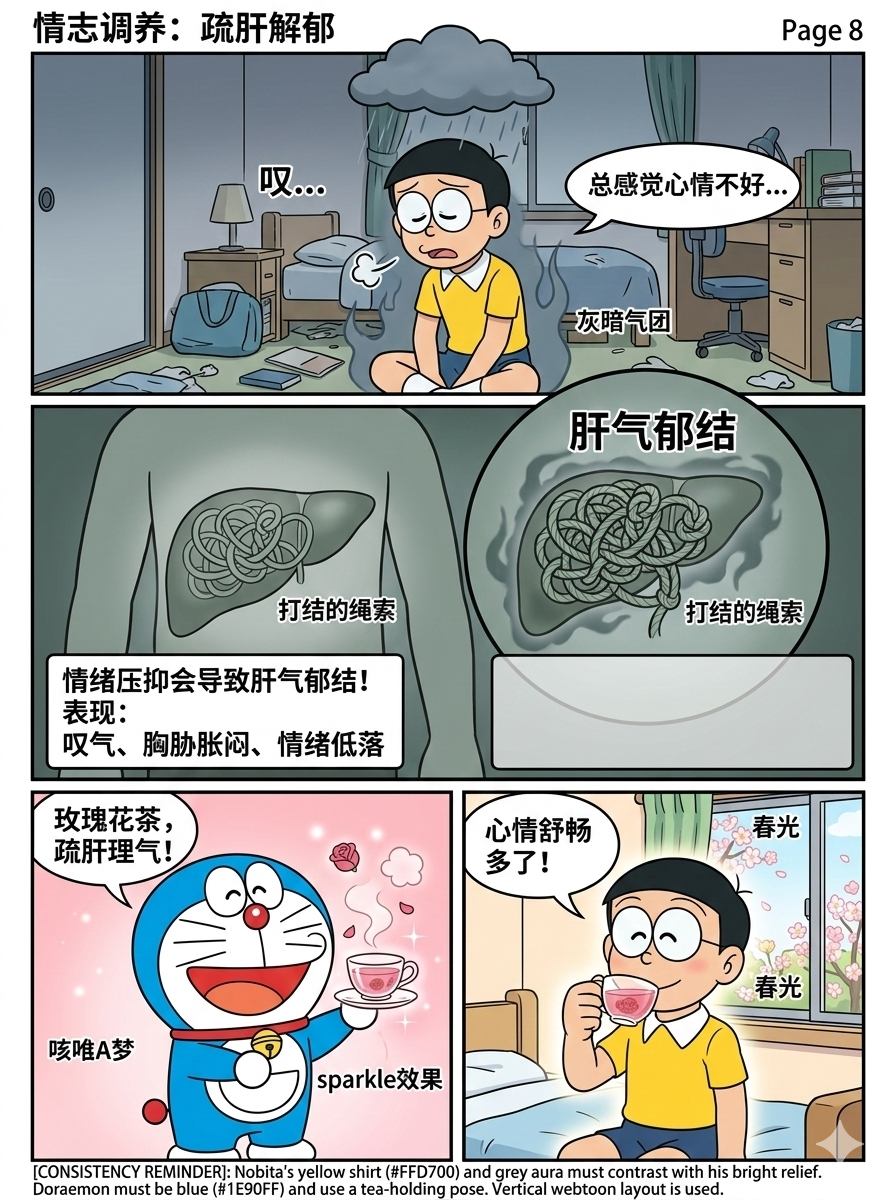 情志调养：疏肝解郁
Page 8
叹...
总感觉心情不好...
灰暗气团
肝气郁结
打结的绳索
打结的绳索
情绪压抑会导致肝气郁结！
表现：
叹气、胸胁胀闷、情绪低落
玫瑰花茶，
疏肝理气！
咳唯A梦
sparkle效果
心情舒畅
多了！
春光
春光
[CONSISTENCY REMINDER]: Nobita's yellow shirt (#FFD700) and grey aura must contrast with his bright relief.
Doraemon must be blue (#1E90FF) and use a tea-holding pose. Vertical webtoon layout is used.